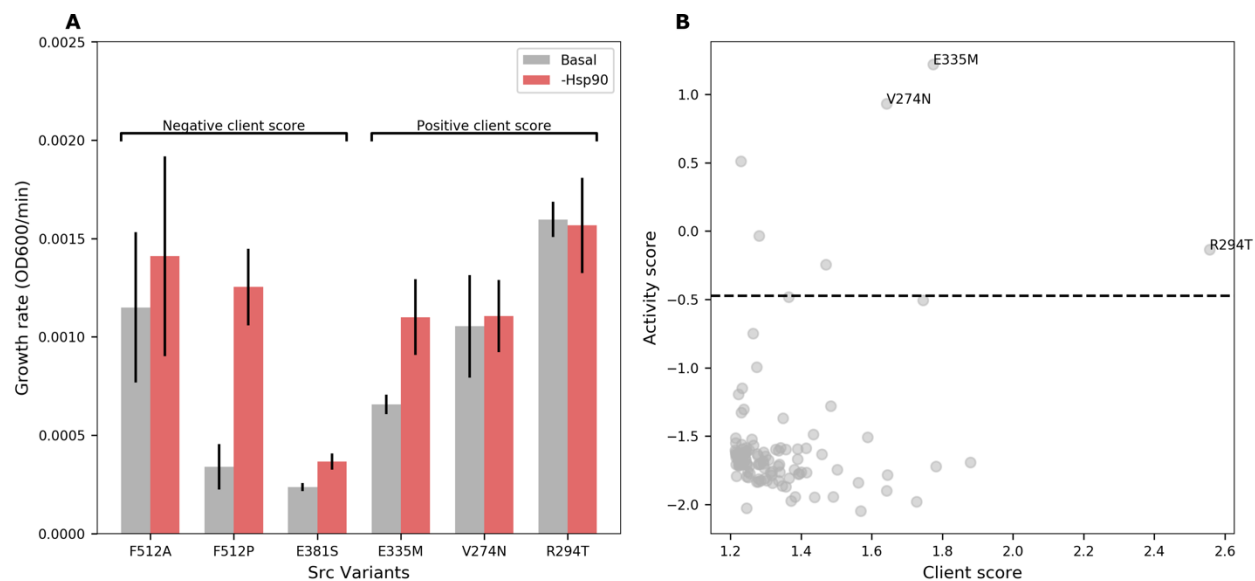 A
B
0.0025
0.0020
0.0015
0.0010
0.0005
0.0000
Growth rate (OD600/min)
Basal
-Hsp90
Negative client score
Positive client score
F512A
F512P
E381S
E335M
V274N
R294T
Src Variants
1.0
0.5
0.0
−0.5
−1.0
−1.5
−2.0
Activity score
E335M
V274N
R294T
1.2
1.4
1.6
1.8
2.0
2.2
2.4
2.6
Client score